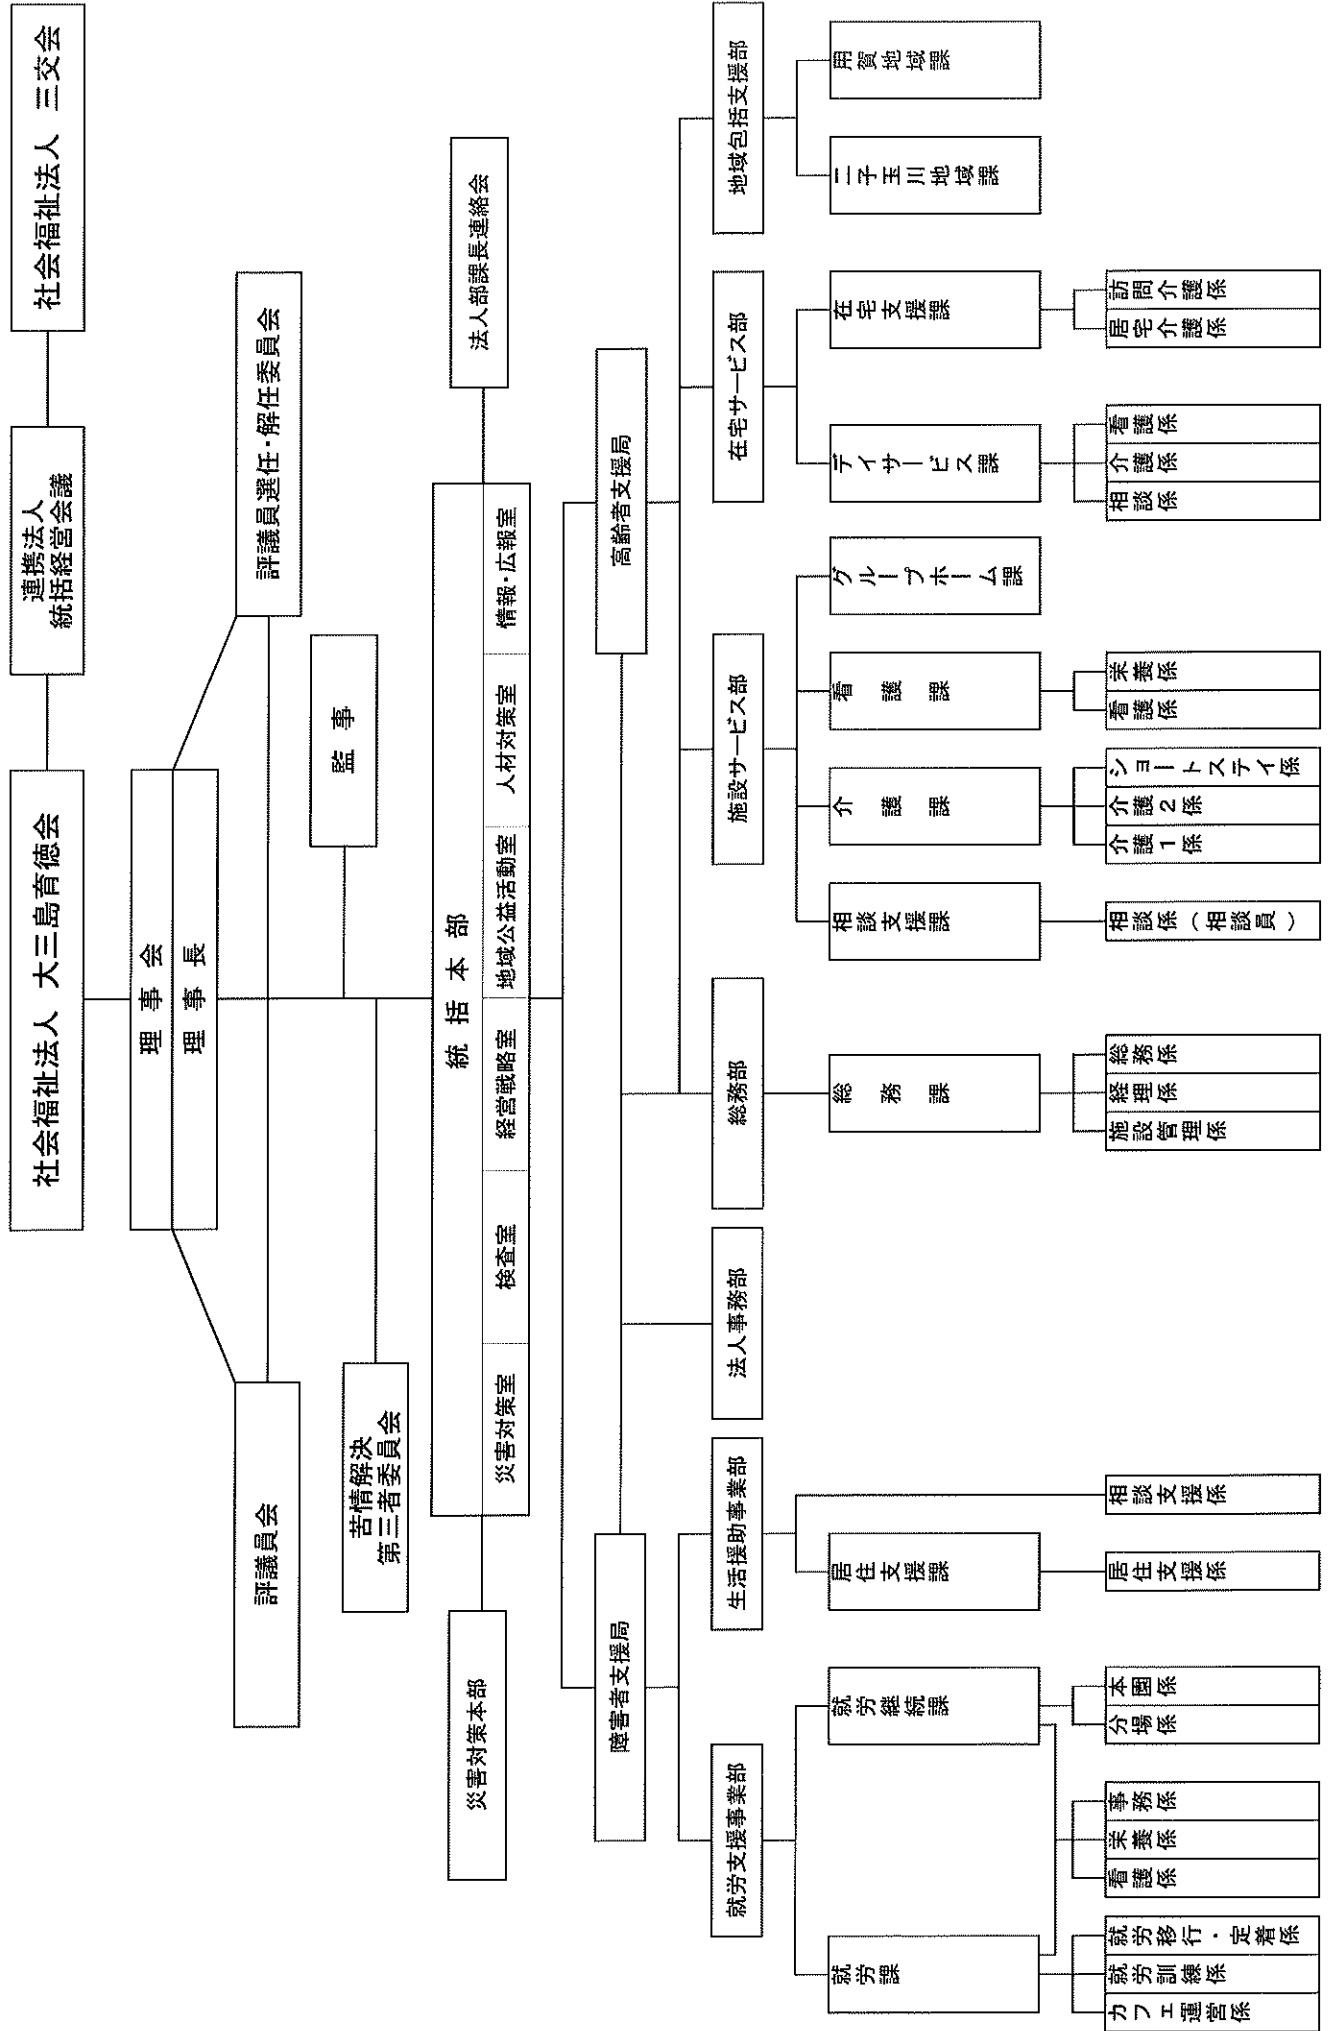 社会福祉法人 大三島育徳会
連携法人
統括経営会議
社会福祉法人 三交会
理事会
理事長
評議員会
評議員選任・解任委員会
監事
苦情解決
第三者委員会
災害対策本部
統括本部
災害対策室
検査室
経営戦略室
地域公益活動室
人材対策室
情報・広報室
法人部課長連絡会
障害者支援局
高齢者支援局
就労支援事業部
生活援助事業部
法人事務部
総務部
施設サービス部
在宅サービス部
地域包括支援部
就労課
就労継続課
居住支援課
総務課
相談支援課
介護課
看護課
グループホーム課
デイサービス課
在宅支援課
二子玉川地域課
用賀地域課
カフェ運営係
就労訓練係
就労移行・定着係
看護係
栄養係
事務係
分場係
本園係
居住支援係
相談支援係
施設管理係
経理係
総務係
相談係（相談員）
介護1係
介護2係
ショートステイ係
看護係
栄養係
相談係
介護係
看護係
居宅介護係
訪問介護係